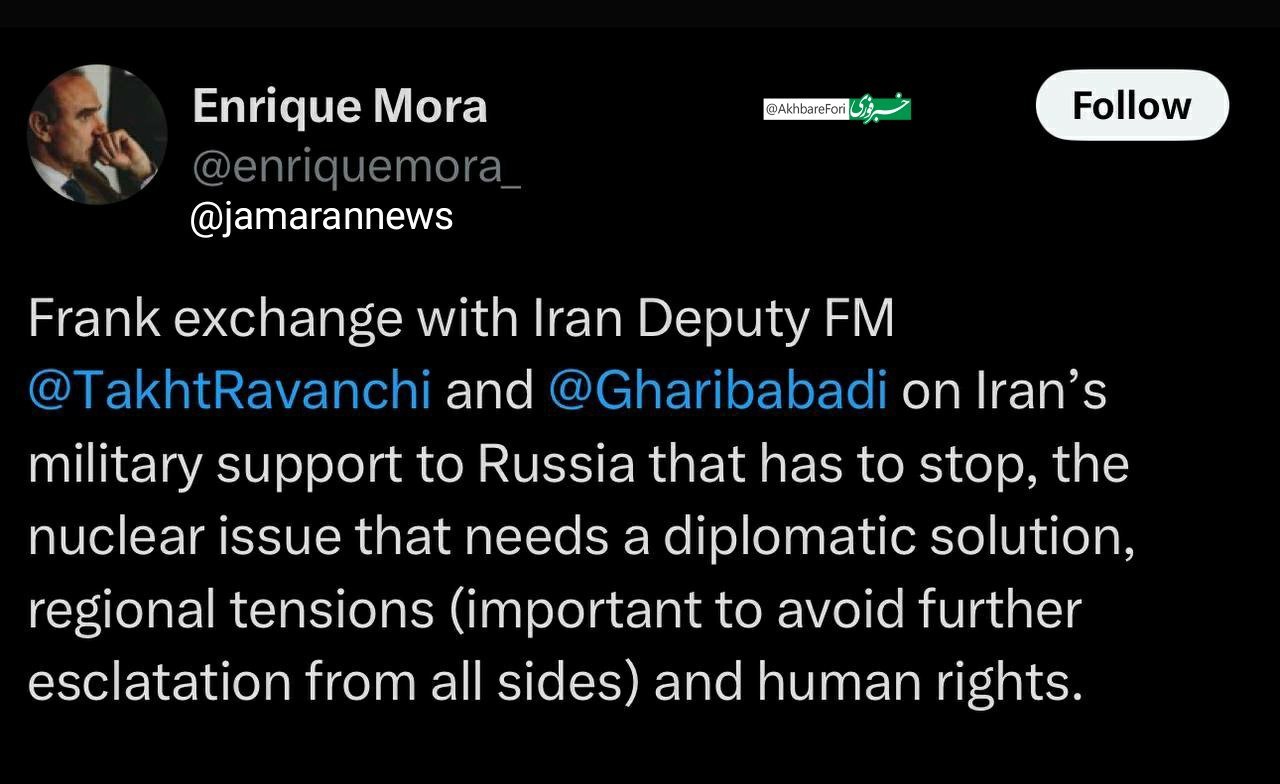 Enrique Mora
@AkhbareFori خبرفوری
Follow
@enriquemora_
@jamarannews
Frank exchange with Iran Deputy FM
@TakhtRavanchi and @Gharibabadi on Iran’s
military support to Russia that has to stop, the
nuclear issue that needs a diplomatic solution,
regional tensions (important to avoid further
esclatation from all sides) and human rights.